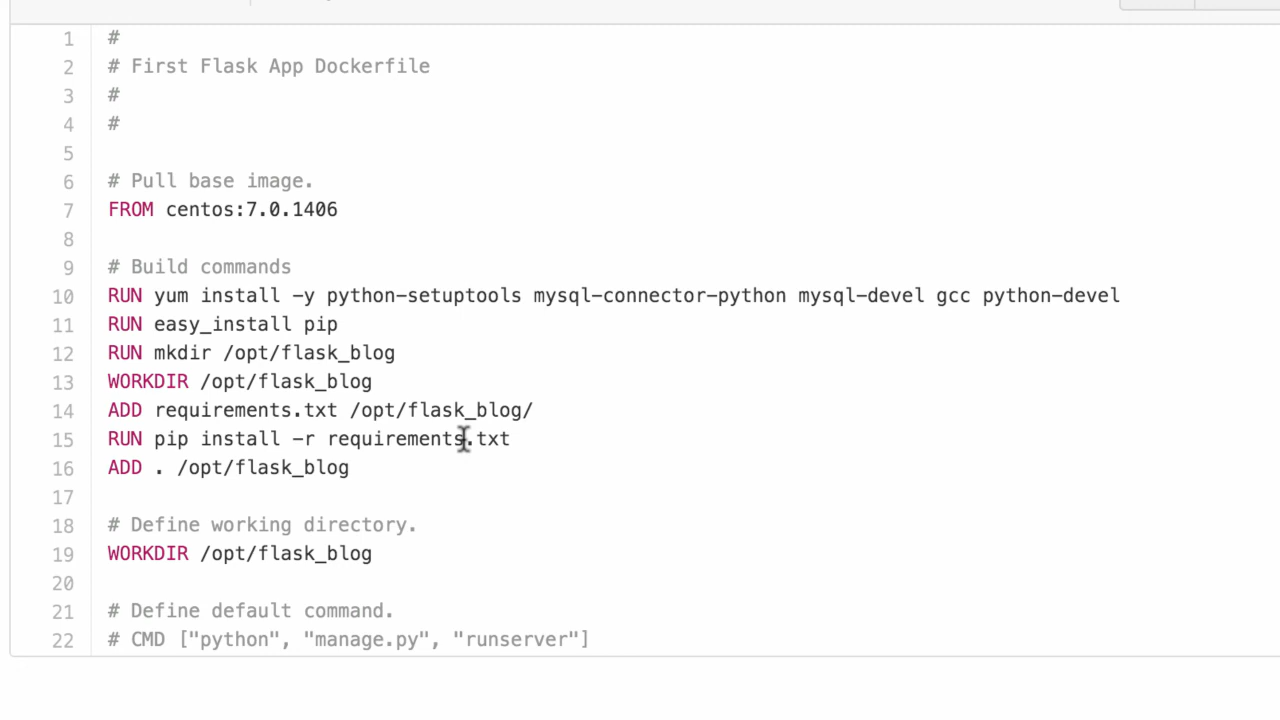 1 #
2 # First Flask App Dockerfile
3 #
4 #
5
6 # Pull base image.
7 FROM centos:7.0.1406
8
9 # Build commands
10 RUN yum install -y python-setuptools mysql-connector-python mysql-devel gcc python-devel
11 RUN easy_install pip
12 RUN mkdir /opt/flask_blog
13 WORKDIR /opt/flask_blog
14 ADD requirements.txt /opt/flask_blog/
15 RUN pip install -r requirements.txt
16 ADD . /opt/flask_blog
17
18 # Define working directory.
19 WORKDIR /opt/flask_blog
20
21 # Define default command.
22 # CMD ["python", "manage.py", "runserver"]